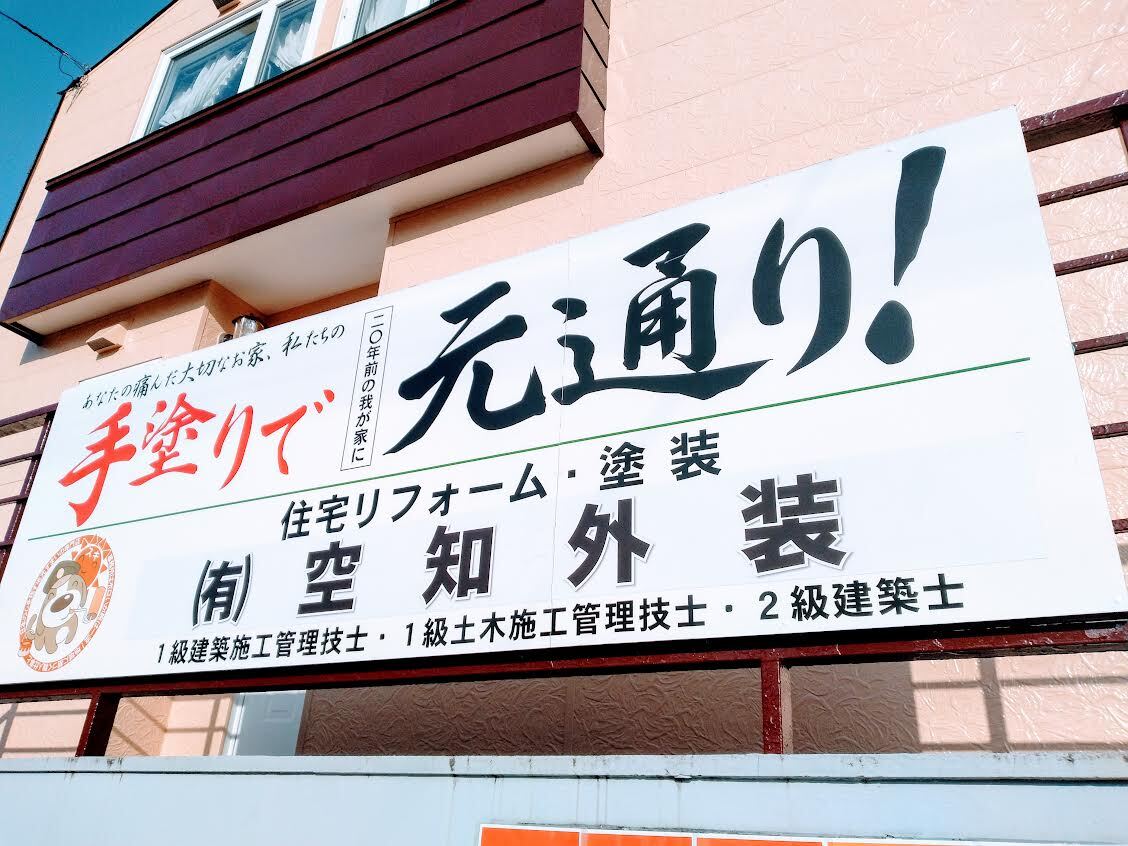 あなたの痛んだ大切なお家、私たちの
手塗りで
二〇年前の我が家に
元通り!
住宅リフォーム・塗装
(有)空知外装
1級建築施工管理技士・1級土木施工管理技士・2級建築士